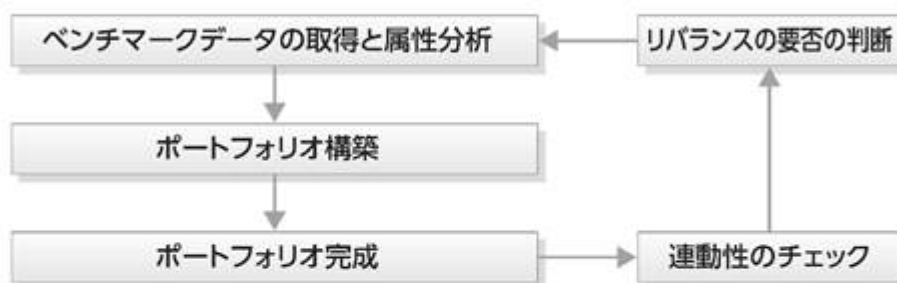 ベンチマークデータの取得と属性分析
リバランスの要否の判断
ポートフォリオ構築
ポートフォリオ完成
連動性のチェック